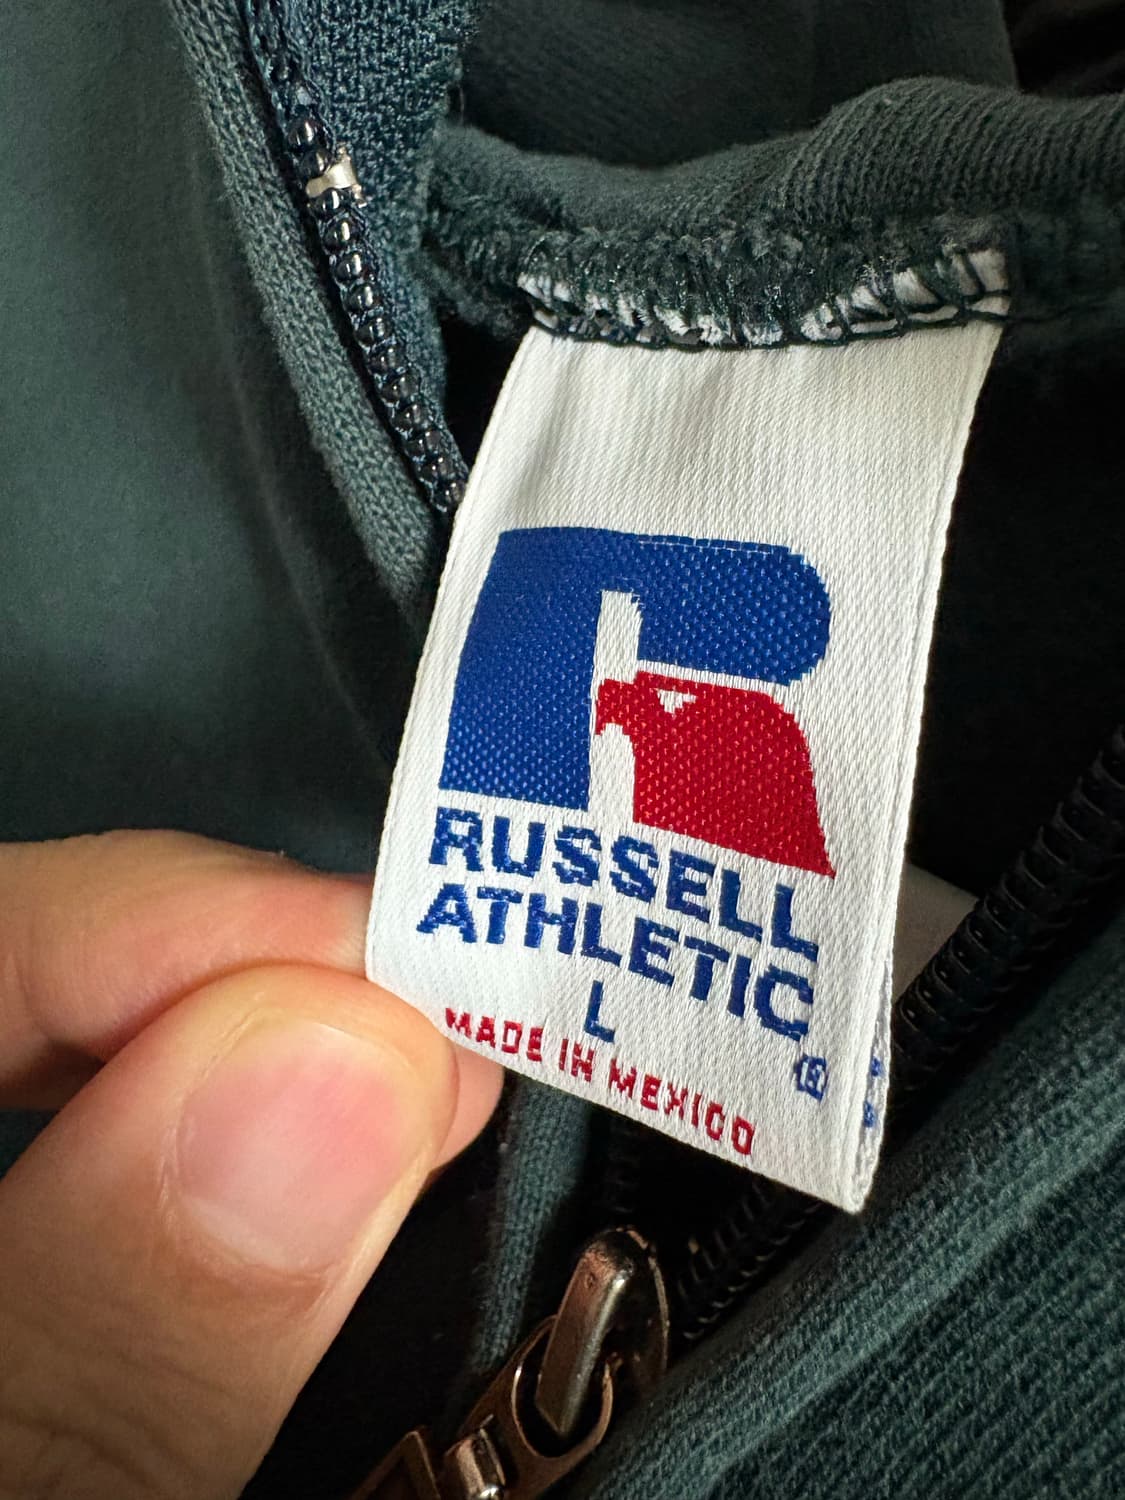 RUSSELL
ATHLETIC
L
®
MADE IN MEXICO